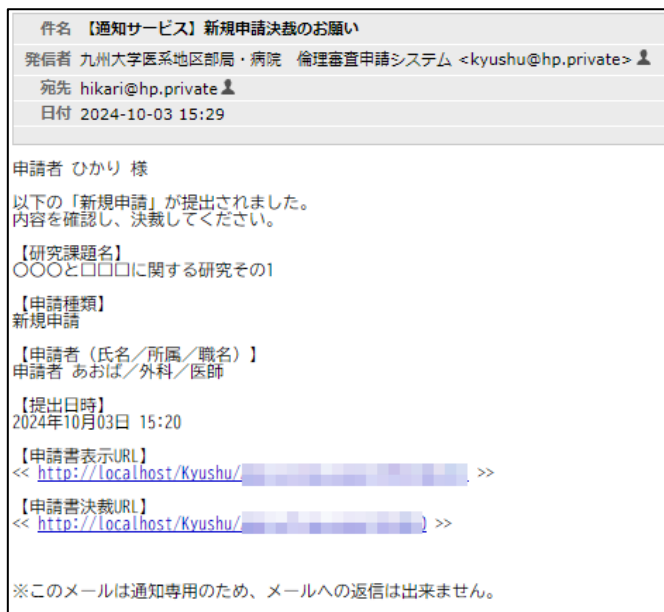 件名 【通知サービス】新規申請決裁のお願い
発信者 九州大学医系地区部局・病院 倫理審査申請システム <kyushu@hp.private>
宛先 hikari@hp.private
日付 2024-10-03 15:29
申請者 ひかり 様
以下の「新規申請」が提出されました。
内容を確認し、決裁してください。
【研究課題名】
〇〇〇と□□□に関する研究その1
【申請種類】
新規申請
【申請者（氏名／所属／職名）】
申請者 あおば／外科／医師
【提出日時】
2024年10月03日 15:20
【申請書表示URL】
<< http://localhost/Kyushu/ >>
【申請書決裁URL】
<< http://localhost/Kyushu/ ) >>
※このメールは通知専用のため、メールへの返信は出来ません。